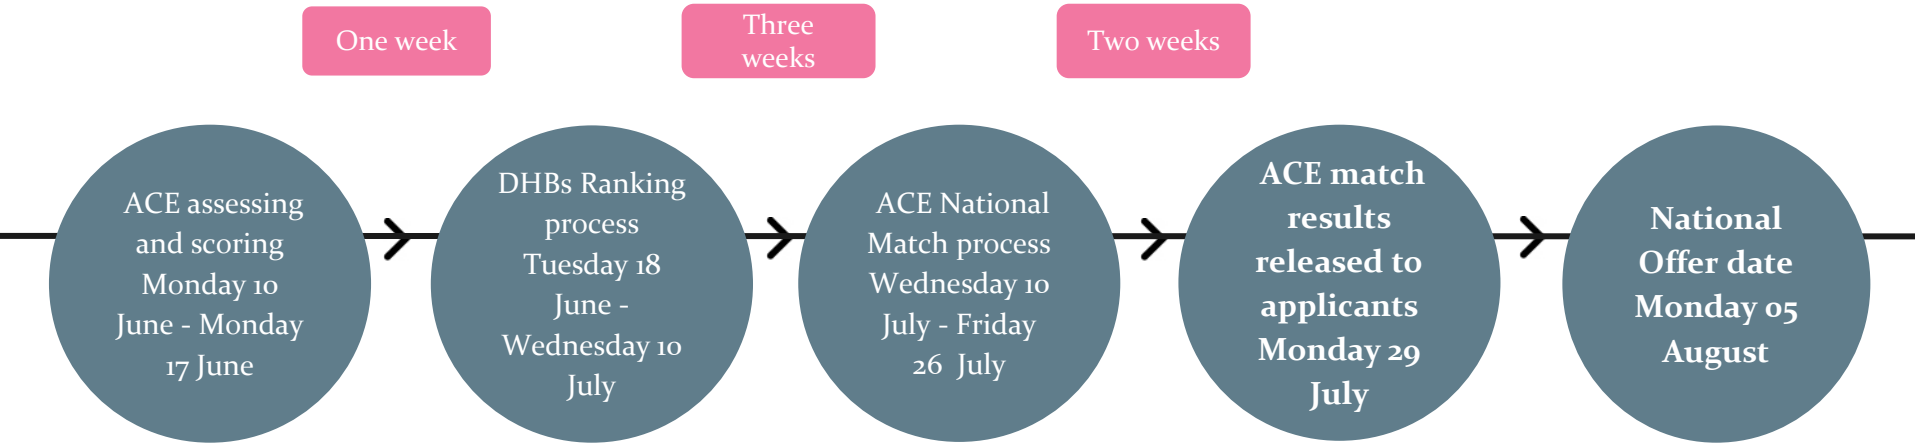 One week
Three
weeks
Two weeks
ACE assessing
and scoring
Monday 10
June - Monday
17 June
DHBs Ranking
process
Tuesday 18
June -
Wednesday 10
July
ACE National
Match process
Wednesday 10
July - Friday
26 July
ACE match
results
released to
applicants
Monday 29
July
National
Offer date
Monday 05
August